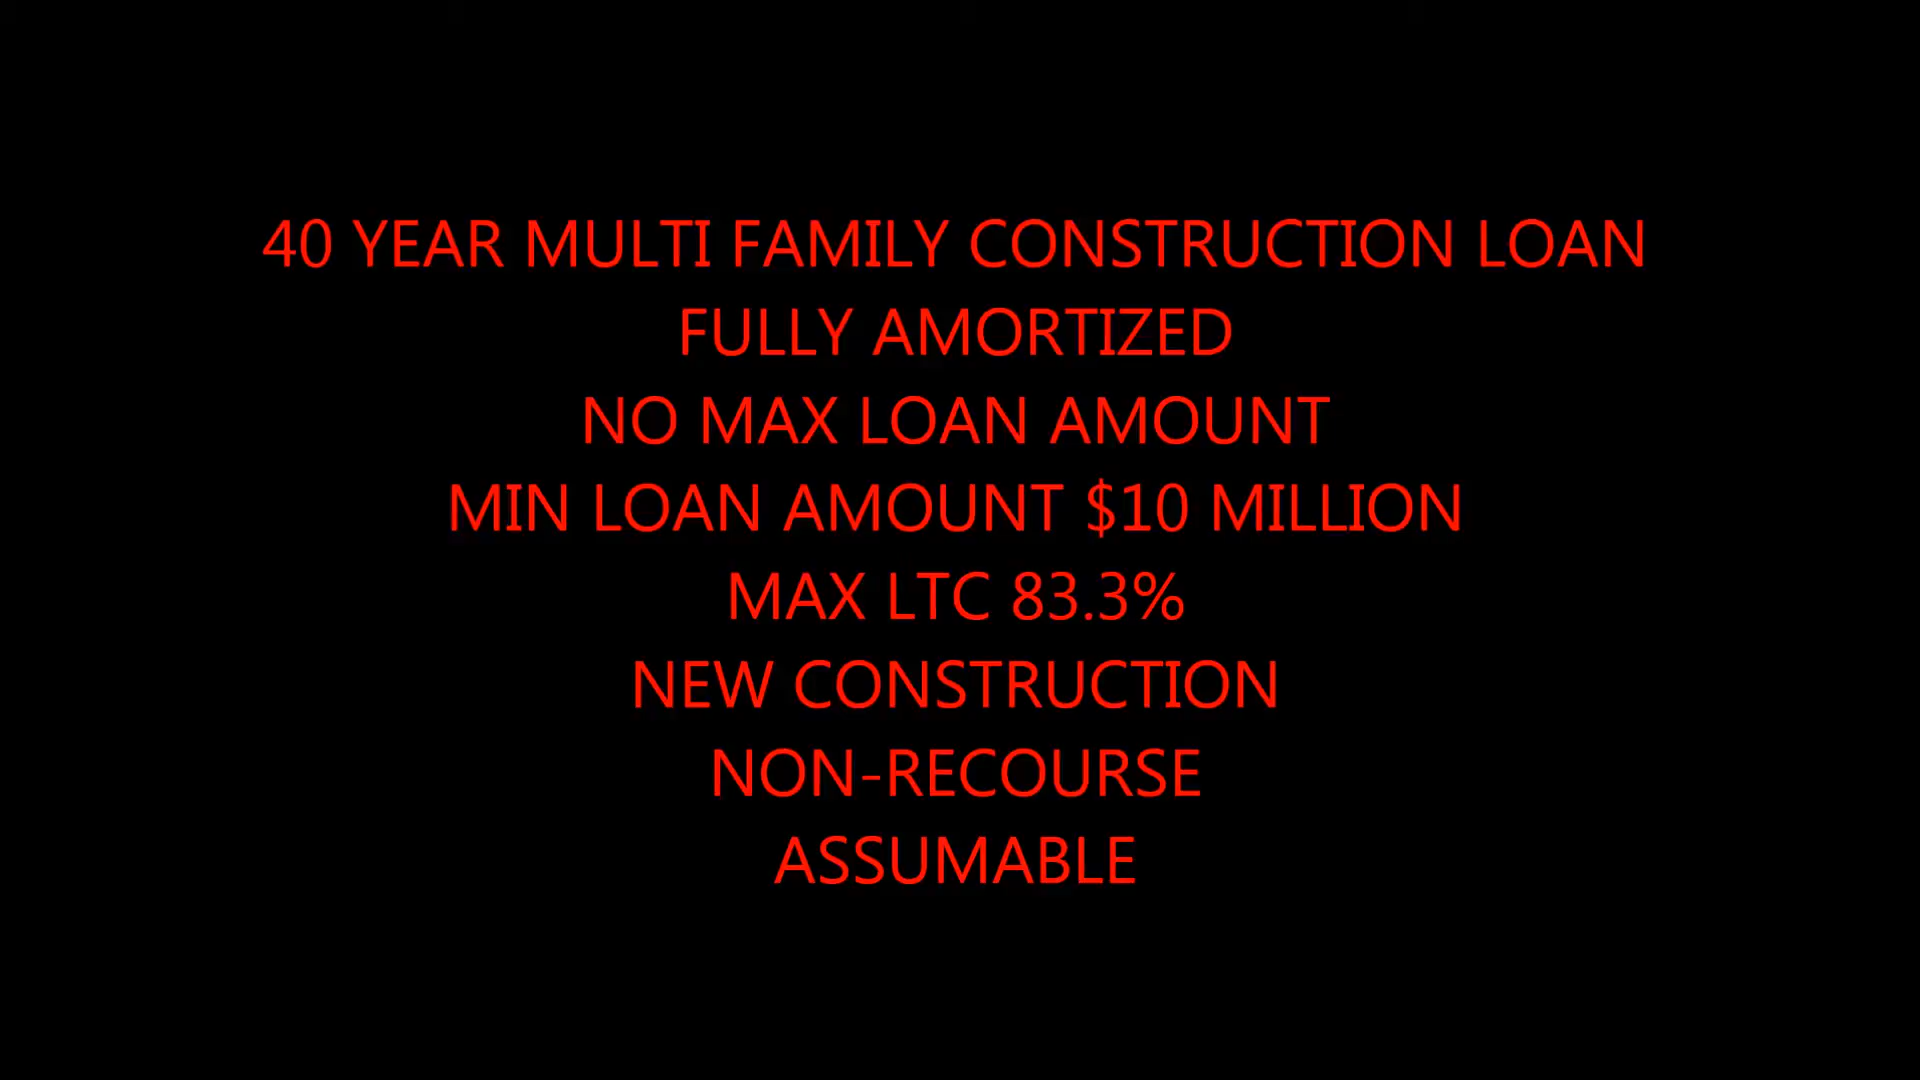 40 YEAR MULTI FAMILY CONSTRUCTION LOAN
FULLY AMORTIZED
NO MAX LOAN AMOUNT
MIN LOAN AMOUNT $10 MILLION
MAX LTC 83.3%
NEW CONSTRUCTION
NON-RECOURSE
ASSUMABLE